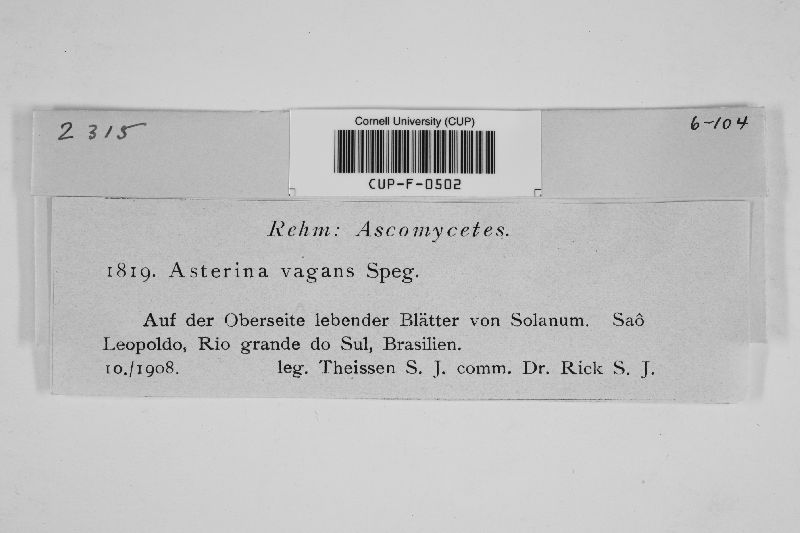 2315
Cornell University (CUP)
6-104
CUP-F-0502
Rehm: Ascomycetes.
1819. Asterina vagans Speg.
Auf der Oberseite lebender Blätter von Solanum. Saô
Leopoldo, Rio grande do Sul, Brasilien.
10./1908. leg. Theissen S. J. comm. Dr. Rick S. J.